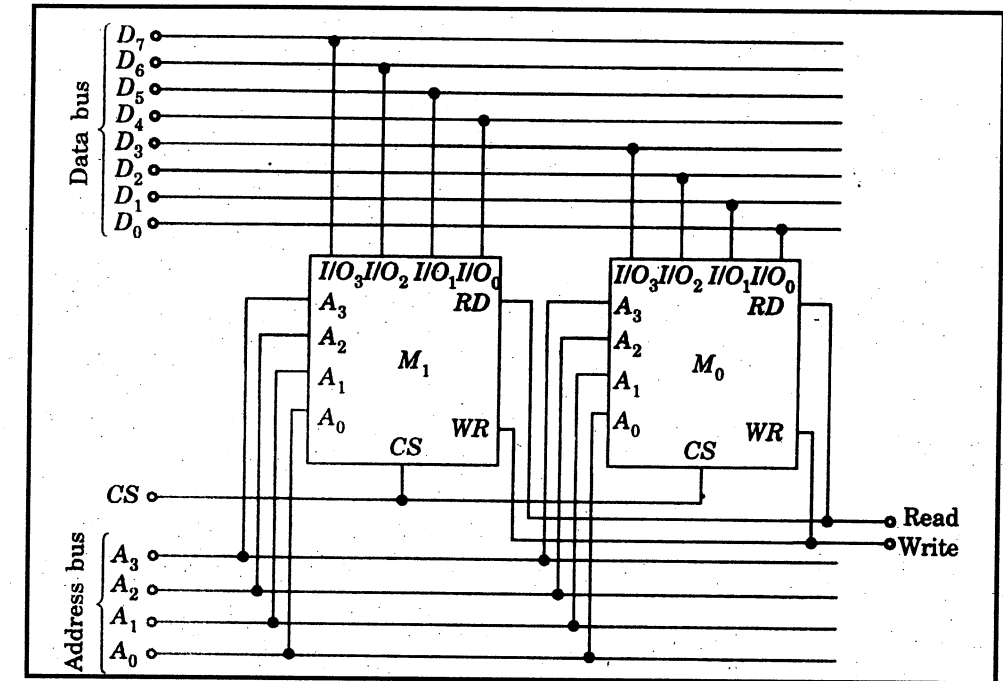 Data bus
D₇
D₆
D₅
D₄
D₃
D₂
D₁
D₀
I/O₃ I/O₂ I/O₁ I/O₀
A₃ RD
A₂
M₁
A₁
A₀ WR
CS
I/O₃ I/O₂ I/O₁ I/O₀
A₃ RD
A₂
M₀
A₁
A₀ WR
CS
CS
Read
Write
Address bus
A₃
A₂
A₁
A₀